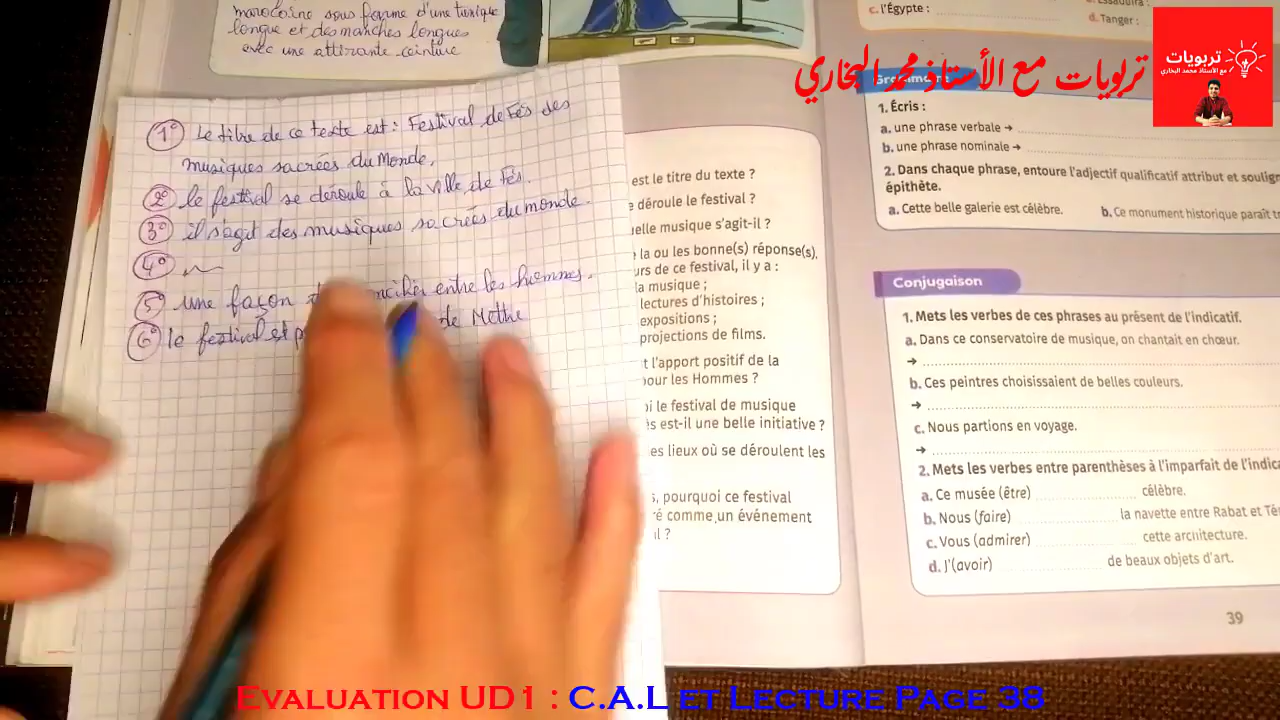 marocaine sous forme d'une tunique
longue et des manches longues
avec une attirante ceinture
1° Le titre de ce texte est : Festival de Fès des
musiques sacrées du Monde.
2° le festival se déroule à la ville de Fès.
3° il s'agit des musiques sacrées du monde.
4°
5° une façon entre les hommes.
6° le festival est
est le titre du texte ?
déroule le festival ?
elle musique s'agit-il ?
la ou les bonne(s) réponse(s).
urs de ce festival, il y a :
la musique ;
lectures d'histoires ;
expositions ;
projections de films.
t l'apport positif de la
pour les Hommes ?
oi le festival de musique
ès est-il une belle initiative ?
es lieux où se déroulent les
s, pourquoi ce festival
ré comme un événement
al ?
c. l'Égypte :
d. Tanger :
تربويات مع الأستاذ محمد البخاري
تربويات
مع الأستاذ محمد البخاري
1. Écris :
a. une phrase verbale →
b. une phrase nominale →
2. Dans chaque phrase, entoure l'adjectif qualificatif attribut et soulign
épithète.
a. Cette belle galerie est célèbre. b. Ce monument historique paraît
Conjugaison
1. Mets les verbes de ces phrases au présent de l'indicatif.
a. Dans ce conservatoire de musique, on chantait en chœur.
→
b. Ces peintres choisissaient de belles couleurs.
→
c. Nous partions en voyage.
→
2. Mets les verbes entre parenthèses à l'imparfait de l'indica
a. Ce musée (être) célèbre.
b. Nous (faire) la navette entre Rabat et
c. Vous (admirer) cette architecture.
d. J'(avoir) de beaux objets d'art.
39
Evaluation UD1 : C.A.L et Lecture Page 38